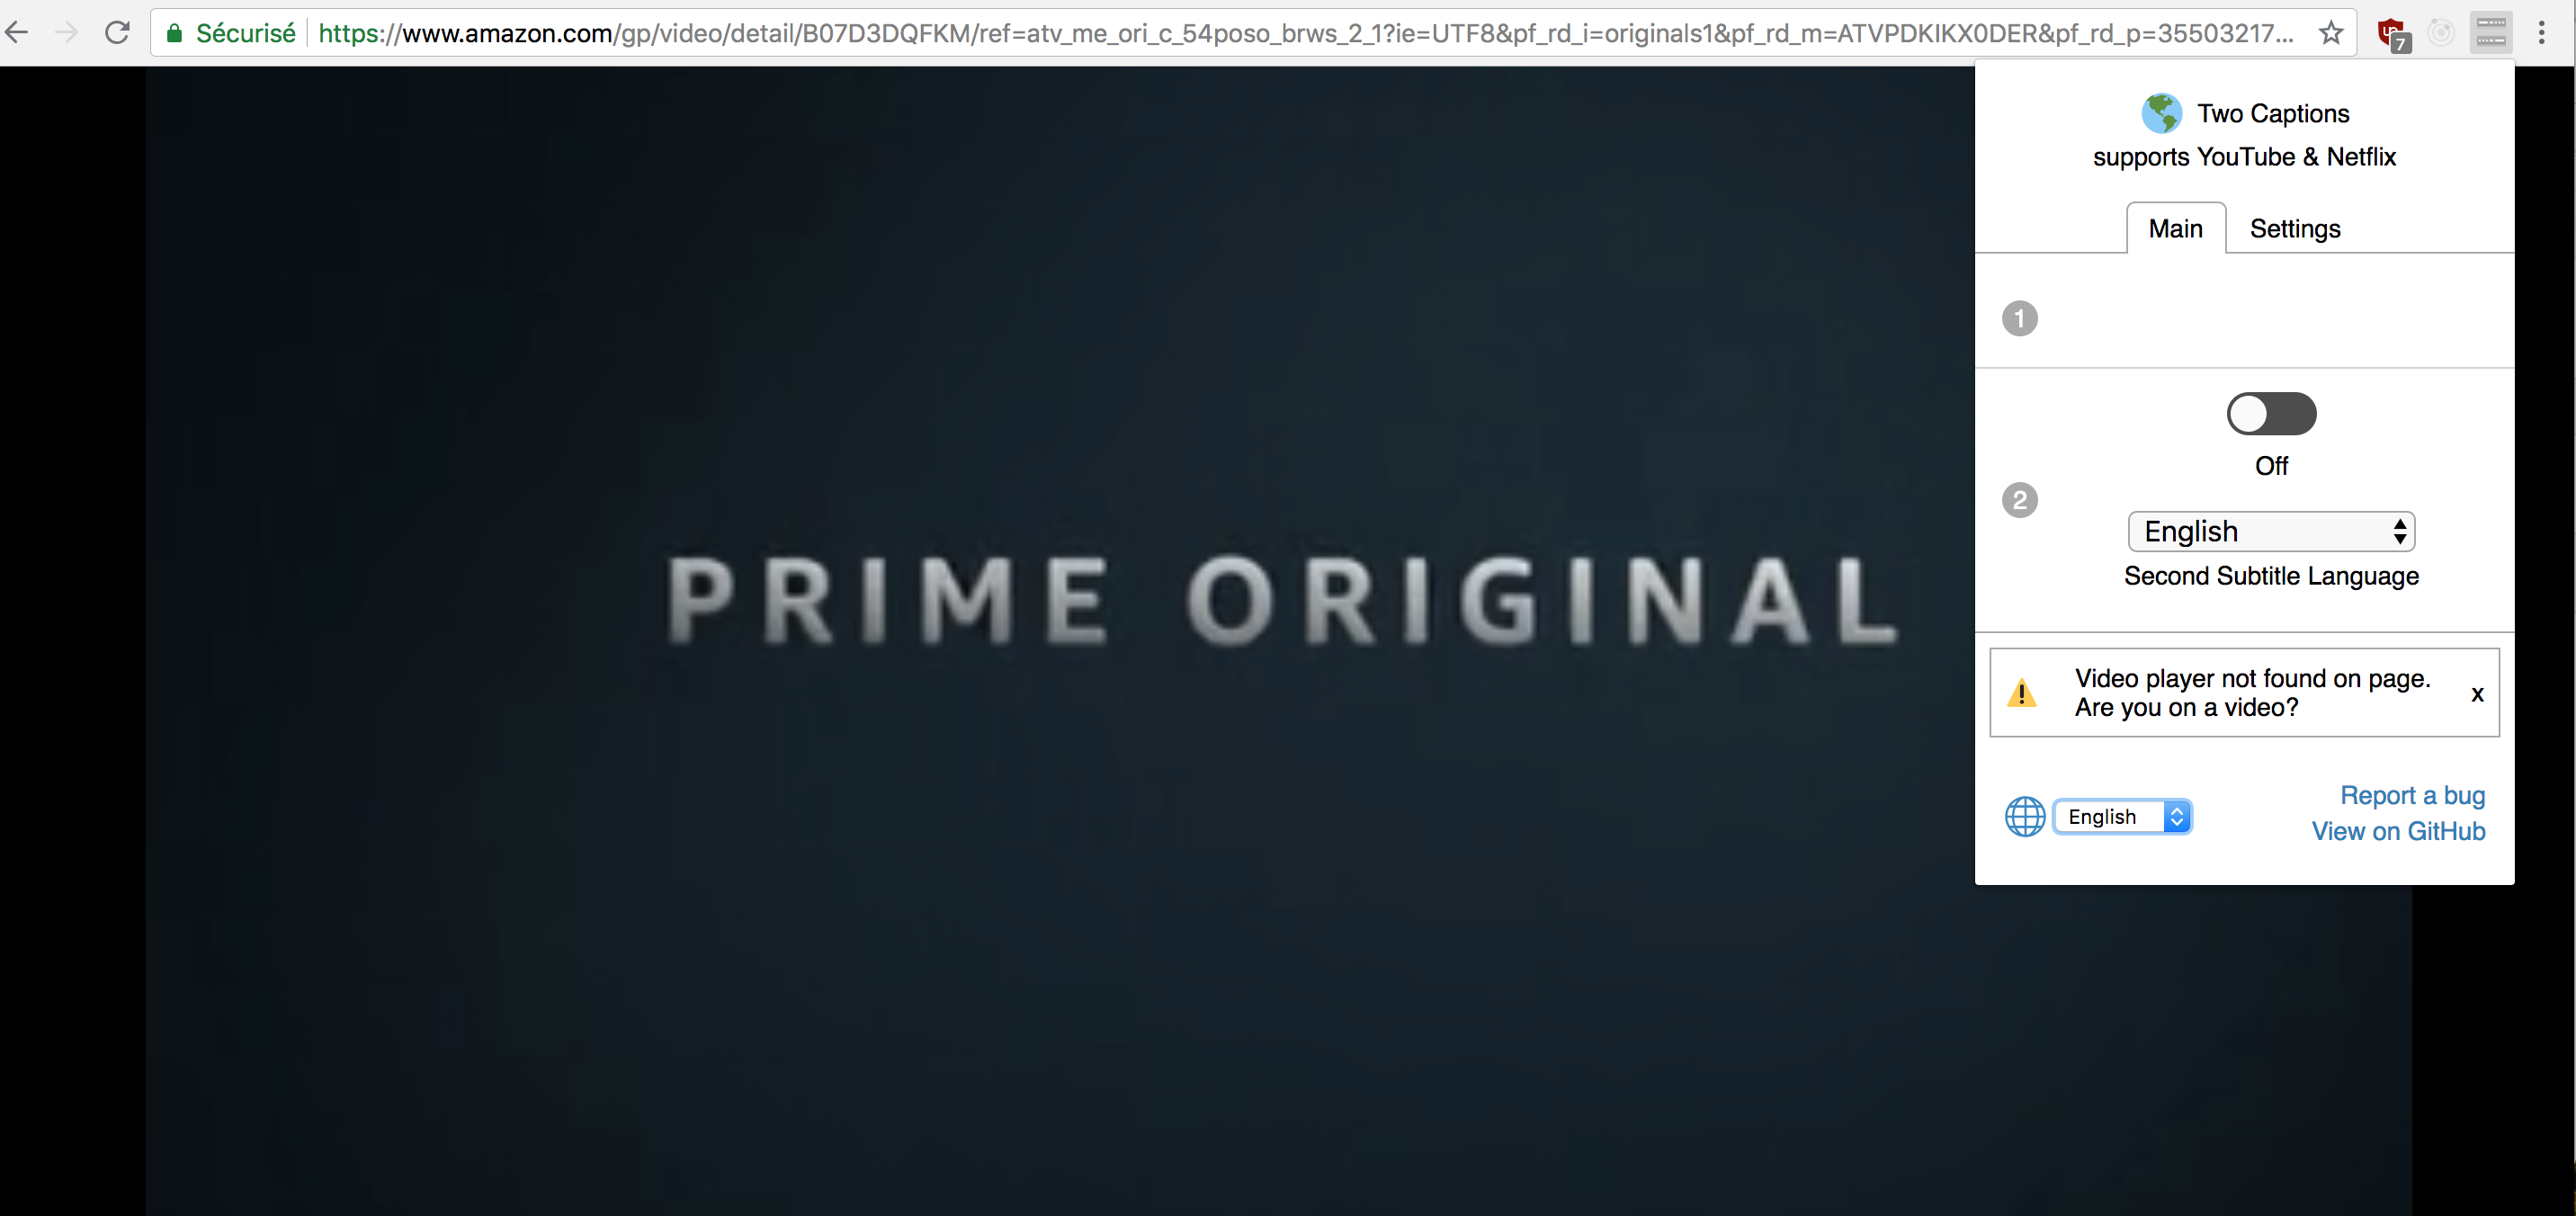 Sécurisé https://www.amazon.com/gp/video/detail/B07D3DQFKM/ref=atv_me_ori_c_54poso_brws_2_1?ie=UTF8&pf_rd_i=originals1&pf_rd_m=ATVPDKIKX0DER&pf_rd_p=35503217...
7
Two Captions
supports YouTube & Netflix
Main Settings
1
Off
2
English
Second Subtitle Language
PRIME ORIGINAL
Video player not found on page.
Are you on a video?
x
English
Report a bug
View on GitHub